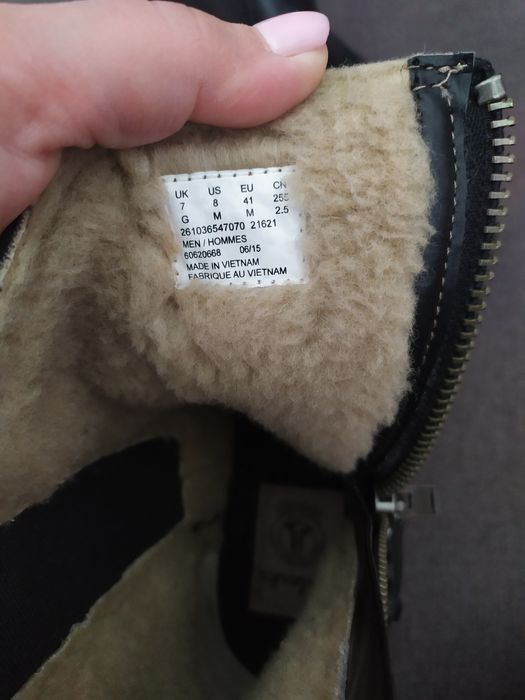 UK US EU CN
7 8 41 255
G M M 2.5
261036547070 21621
MEN / HOMMES
60620668 06/15
MADE IN VIETNAM
FABRIQUE AU VIETNAM